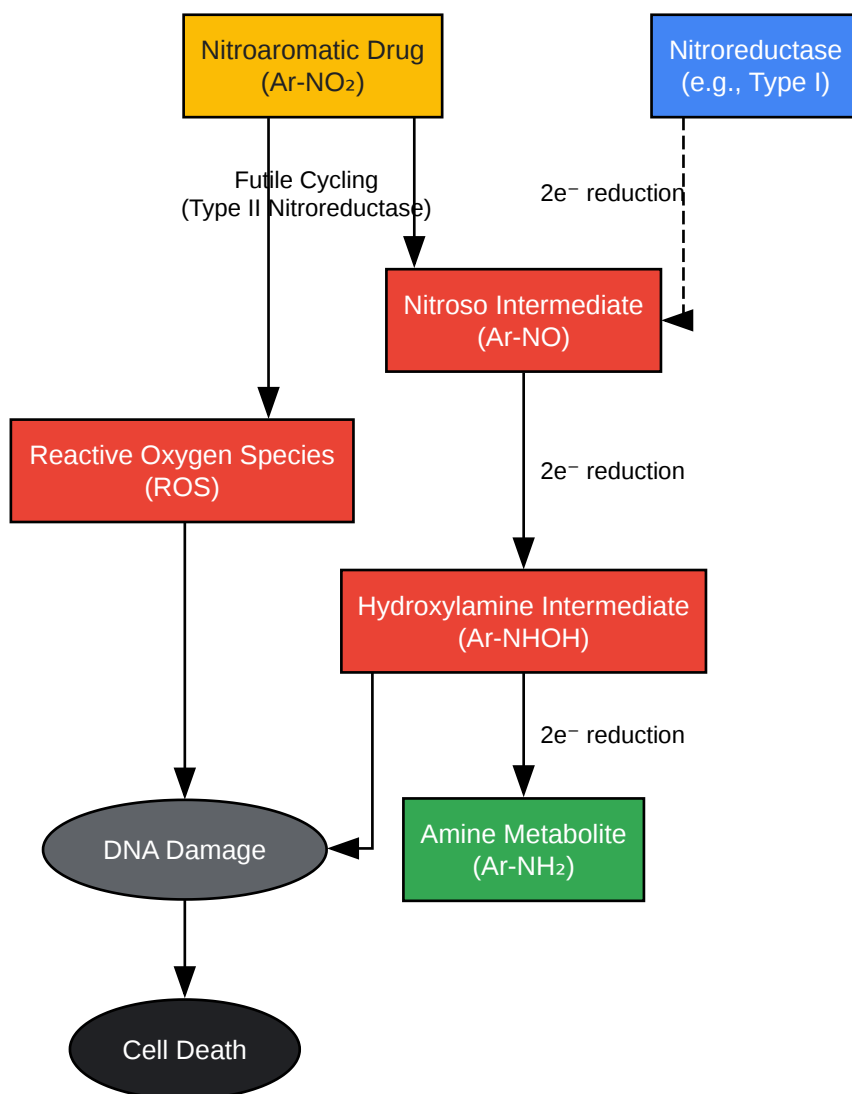 Nitroaromatic Drug
(Ar-NO₂)
Nitroreductase
(e.g., Type I)
Futile Cycling
(Type II Nitroreductase)
2e⁻ reduction
Nitroso Intermediate
(Ar-NO)
Reactive Oxygen Species
(ROS)
2e⁻ reduction
Hydroxylamine Intermediate
(Ar-NHOH)
2e⁻ reduction
DNA Damage
Amine Metabolite
(Ar-NH₂)
Cell Death